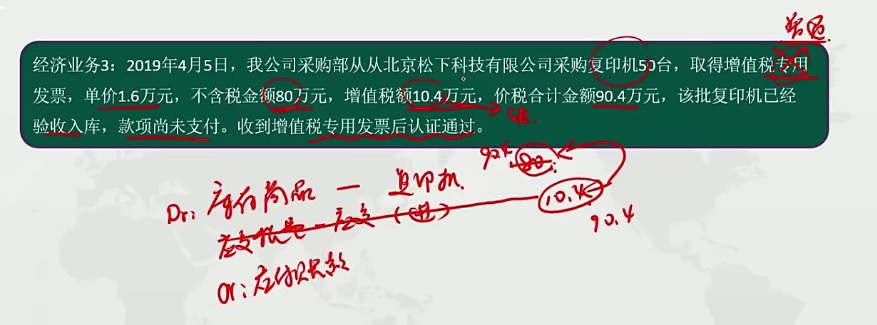 普通
经济业务3：2019年4月5日，我公司采购部从从北京松下科技有限公司采购复印机50台，取得增值税专用
发票，单价1.6万元，不含税金额80万元，增值税额10.4万元，价税合计金额90.4万元，该批复印机已经
验收入库，款项尚未支付。收到增值税专用发票后认证通过。
90.4 80
Dr: 库存商品 — 复印机
应交税费 - 应交（进） 10.4
90.4
Cr: 应付账款